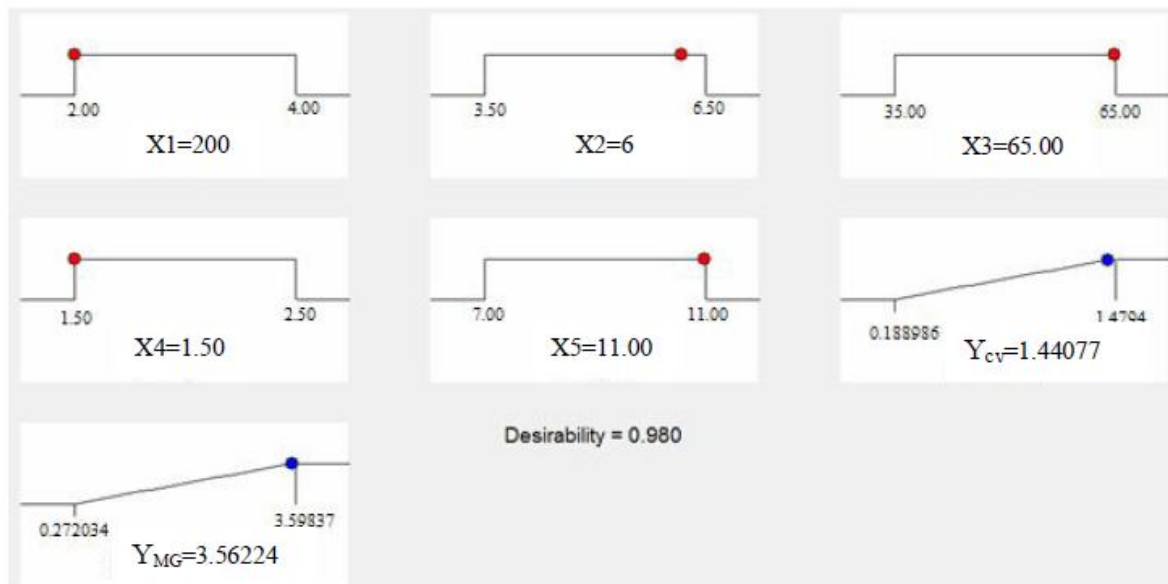 2.00 4.00
X1=200
3.50 6.50
X2=6
35.00 65.00
X3=65.00
1.50 2.50
X4=1.50
7.00 11.00
X5=11.00
0.188986 1.4794
Ycv=1.44077
0.272034 3.59837
YMG=3.56224
Desirability = 0.980